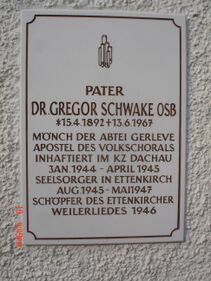 PATER
DR. GREGOR SCHWAKE OSB
*15.4.1892+13.6.1967
MÖNCH DER ABTEI GERLEVE
APOSTEL DES VOLKSCHORALS
INHAFTIERT IM KZ DACHAU
JAN. 1944 - APRIL 1945
SEELSORGER IN ETTENKIRCH
AUG. 1945 - MAI 1947
SCHÖPFER DES ETTENKIRCHER
WEILERLIEDES 1946